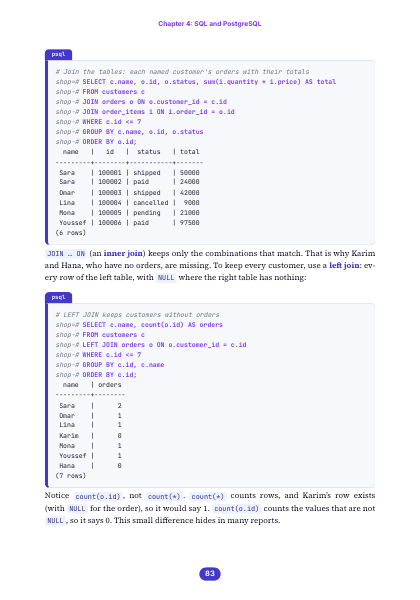 Chapter 4: SQL and PostgreSQL
psql
# Join the tables: each named customer's orders with their totals
shop=# SELECT c.name, o.id, o.status, sum(i.quantity * i.price) AS total
shop-# FROM customers c
shop-# JOIN orders o ON o.customer_id = c.id
shop-# JOIN order_items i ON i.order_id = o.id
shop-# WHERE c.id <= 7
shop-# GROUP BY c.name, o.id, o.status
shop-# ORDER BY o.id;
  name   |   id   |  status   | total
---------+--------+-----------+-------
 Sara    | 100001 | shipped   | 50000
 Sara    | 100002 | paid      | 24000
 Omar    | 100003 | shipped   | 42000
 Lina    | 100004 | cancelled |  9000
 Mona    | 100005 | pending   | 21000
 Youssef | 100006 | paid      | 97500
(6 rows)
JOIN … ON (an inner join) keeps only the combinations that match. That is why Karim
and Hana, who have no orders, are missing. To keep every customer, use a left join: ev-
ery row of the left table, with NULL where the right table has nothing:
psql
# LEFT JOIN keeps customers without orders
shop=# SELECT c.name, count(o.id) AS orders
shop-# FROM customers c
shop-# LEFT JOIN orders o ON o.customer_id = c.id
shop-# WHERE c.id <= 7
shop-# GROUP BY c.id, c.name
shop-# ORDER BY c.id;
  name   | orders
---------+--------
 Sara    |      2
 Omar    |      1
 Lina    |      1
 Karim   |      0
 Mona    |      1
 Youssef |      1
 Hana    |      0
(7 rows)
Notice count(o.id), not count(*). count(*) counts rows, and Karim's row exists
(with NULL for the order), so it would say 1. count(o.id) counts the values that are not
NULL, so it says 0. This small difference hides in many reports.
83